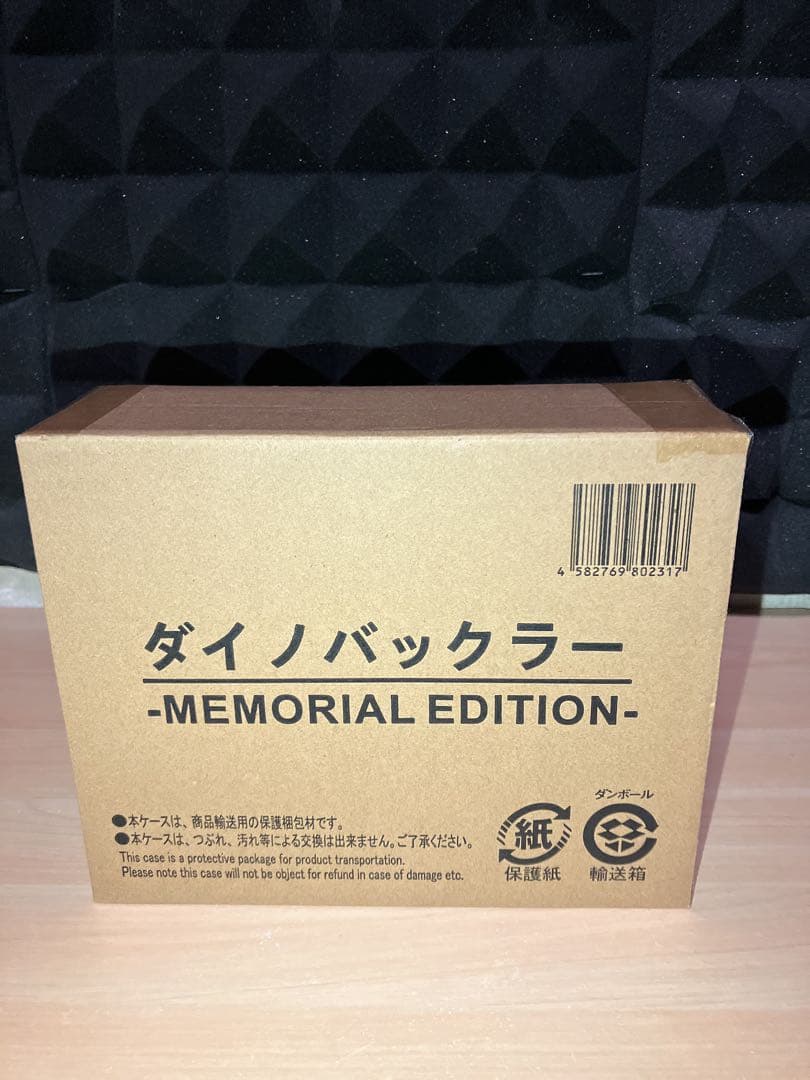 4 582769 802317
ダイノバックラー
-MEMORIAL EDITION-
●本ケースは、商品輸送用の保護梱包材です。
●本ケースは、つぶれ、汚れ等による交換は出来ません。ご了承ください。
This case is a protective package for product transportation.
Please note this case will not be object for refund in case of damage etc.
紙
保護紙
ダンボール
輸送箱